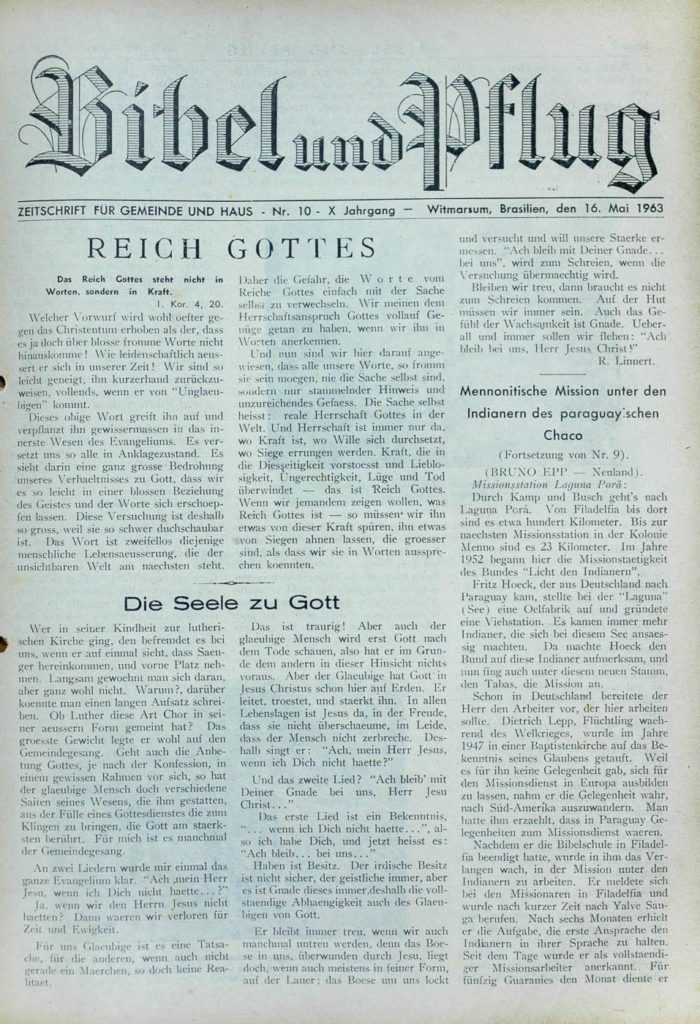 Bibel und Pflug
ZEITSCHRIFT FÜR GEMEINDE UND HAUS - Nr. 10 - X Jahrgang — Witmarsum, Brasilien, den 16. Mai 1963
REICH GOTTES
Das Reich Gottes steht nicht in
Worten, sondern in Kraft.
1. Kor. 4, 20.
Welcher Vorwurf wird wohl oefter ge-
gen das Christentum erhoben als der, dass
es ja doch über blosse fromme Worte nicht
hinauskomme! Wie leidenschaftlich aeus-
sert er sich in unserer Zeit! Wir sind so
leicht geneigt, ihn kurzerhand zurückzu-
weisen, vollends, wenn er von "Unglaeu-
bigen" kommt.
Dieses obige Wort greift ihn auf und
verpflanzt ihn gewissermassen in das in-
nerste Wesen des Evangeliums. Es ver-
setzt uns so alle in Anklagezustand. Es
sieht darin eine ganz grosse Bedrohung
unseres Verhaeltnisses zu Gott, dass wir
es so leicht in einer blossen Beziehung
des Geistes und der Worte sich erschoep-
fen lassen. Diese Versuchung ist deshalb
so gross, weil sie so schwer duchschaubar
ist. Das Wort ist zweifellos diejenige
menschliche Lebensaeusserung, die der
unsichtbaren Welt am naechsten steht.
Daher die Gefahr, die Worte vom
Reiche Gottes einfach mit der Sache
selbst zu verwechseln. Wir meinen dem
Herrschaftsanspruch Gottes vollauf Ge-
nüge getan zu haben, wenn wir ihn in
Worten anerkennen.
Und nun sind wir hier darauf ange-
wiesen, dass alle unsere Worte, so fromm
sie sein moegen, nie die Sache selbst sind,
sondern nur stammelnder Hinweis und
unzureichendes Gefaess. Die Sache selbst
heisst: reale Herrschaft Gottes in der
Welt. Und Herrschaft ist immer nur da,
wo Kraft ist, wo Wille sich durchsetzt,
wo Siege errungen werden. Kraft, die in
die Diesseitigkeit vorstoesst und Lieblo-
sigkeit, Ungerechtigkeit, Lüge und Tod
überwindet — das ist Reich Gottes.
Wenn wir jemandem zeigen wollen, was
Reich Gottes ist — so müssen wir ihn
etwas von dieser Kraft spüren, ihn etwas
von Siegen ahnen lassen, die groesser
sind, als dass wir sie in Worten ausspre-
chen koennten.
Die Seele zu Gott
Wer in seiner Kindheit zur lutheri-
schen Kirche ging, den befremdet es bei
uns, wenn er auf einmal sieht, dass Saen-
ger hereinkommen, und vorne Platz neh-
men. Langsam gewoehnt man sich daran,
aber ganz wohl nicht. Warum?, darüber
koennte man einen langen Aufsatz schrei-
ben. Ob Luther diese Art Chor in sei-
ner aeussern Form gemeint hat? Das
groesste Gewicht legte er wohl auf den
Gemeindegesang. Geht auch die Anbe-
tung Gottes, je nach der Konfession, in
einem gewissen Rahmen vor sich, so hat
der glaeubige Mensch doch verschiedene
Saiten seines Wesens, die ihm gestatten,
aus der Fülle eines Gottesdienstes die zum
Klingen zu bringen, die Gott am staerk-
sten berührt. Für mich ist es manchmal
der Gemeindegesang.
An zwei Liedern wurde mir einmal das
ganze Evangelium klar. "Ach mein Herr
Jesu, wenn ich Dich nicht haette...?"
Ja, wenn wir den Herrn Jesus nicht
haetten? Dann waeren wir verloren für
Zeit und Ewigkeit.
Für uns Glaeubige ist es eine Tatsa-
che, für die anderen, wenn auch nicht
gerade ein Maerchen, so doch keine Rea-
litaet.
Das ist traurig! Aber auch der
glaeubige Mensch wird erst Gott nach
dem Tode schauen, also hat er im Grun-
de dem andern in dieser Hinsicht nichts
voraus. Aber der Glaeubige hat Gott in
Jesus Christus schon hier auf Erden. Er
leitet, troestet, und staerkt ihn. In allen
Lebenslagen ist Jesus da, in der Freude,
dass sie nicht überschaeume, im Leide,
dass der Mensch nicht zerbreche. Des-
halb singt er: "Ach, mein Herr Jesus,
wenn ich Dich nicht haette?"
Und das zweite Lied? "Ach bleib' mit
Deiner Gnade bei uns, Herr Jesu
Christ..."
Das erste Lied ist ein Bekenntnis,
"... wenn ich Dich nicht haette...", al-
so ich habe Dich, und jetzt heisst es:
"Ach bleib... bei uns..."
Haben ist Besitz. Der irdische Besitz
ist nicht sicher, der geistliche immer, aber
es ist Gnade dieses immer,deshalb die voll-
staendige Abhaengigkeit auch des Glaeu-
bigen von Gott.
Er bleibt immer treu, wenn wir auch
manchmal untreu werden, denn das Boe-
se in uns, überwunden durch Jesu, liegt
doch, wenn auch meistens in feiner Form,
auf der Lauer; das Boese um uns lockt
und versucht und will unsere Staerke er-
messen. "Ach bleib mit Deiner Gnade...
bei uns", wird zum Schreien, wenn die
Versuchung übermaechtig wird.
Bleiben wir treu, dann braucht es nicht
zum Schreien kommen. Auf der Hut
müssen wir immer sein. Auch das Ge-
fühl der Wachsamkeit ist Gnade. Ueber-
all und immer sollen wir flehen: "Ach
bleib bei uns, Herr Jesus Christ!"
R. Linnert.
Mennonitische Mission unter den
Indianern des paraguayischen
Chaco
(Fortsetzung von Nr. 9).
(BRUNO EPP — Neuland).
Missionsstation Laguna Porã:
Durch Kamp und Busch geht's nach
Laguna Porá. Von Filadelfia bis dort
sind es etwa hundert Kilometer. Bis zur
naechsten Missionsstation in der Kolonie
Menno sind es 23 Kilometer. Im Jahre
1952 begann hier die Missionstaetigkeit
des Bundes "Licht den Indianern".
Fritz Hoeck, der aus Deutschland nach
Paraguay kam, stellte bei der "Laguna"
(See) eine Oelfabrik auf und gründete
eine Viehstation. Es kamen immer mehr
Indianer, die sich bei diesem See ansaes-
sig machten. Da machte Hoeck den
Bund auf diese Indianer aufmerksam, und
nun fing auch unter diesem neuen Stamm,
den Tabas, die Mission an.
Schon in Deutschland bereitete der
Herr den Arbeiter vor, der hier arbeiten
sollte. Dietrich Lepp, Flüchtling waeh-
rend des Welkrieges, wurde im Jahre
1947 in einer Baptistenkirche auf das Be-
kenntnis seines Glaubens getauft. Weil
es für ihn keine Gelegenheit gab, sich für
den Missionsdienst in Europa ausbilden
zu lassen, nahm er die Gelegenheit wahr,
nach Süd-Amerika auszuwandern. Man
hatte ihm erzaehlt, dass in Paraguay Ge-
legenheiten zum Missionsdienst waeren.
Nachdem er die Bibelschule in Filadel-
fia beendigt hatte, wurde in ihm das Ver-
langen wach, in der Mission unter den
Indianern zu arbeiten. Er meldete sich
bei den Missionaren in Filadelfia und
wurde nach kurzer Zeit nach Yalve San-
ga berufen. Nach sechs Monaten erhielt
er die Aufgabe, die erste Ansprache den
Indianern in ihrer Sprache zu halten.
Seit dem Tage wurde er als vollstaendi-
ger Missionsarbeiter anerkannt. Für
fünfzig Guaranies den Monat diente er